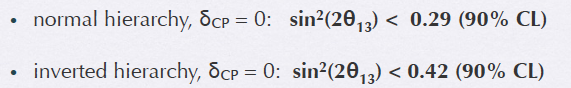 • normal hierarchy, δCP = 0: sin²(2θ₁₃) < 0.29 (90% CL)
• inverted hierarchy, δCP = 0: sin²(2θ₁₃) < 0.42 (90% CL)